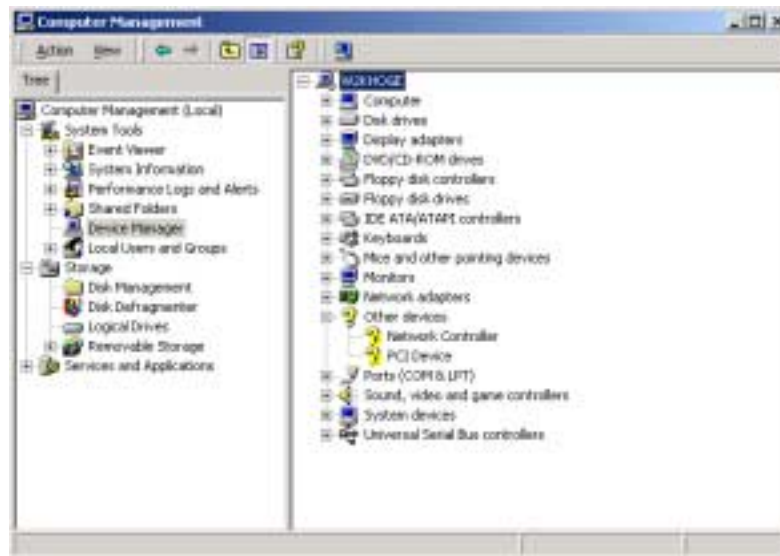 Computer Management
Action View
Tree
Computer Management (Local)
System Tools
Event Viewer
System Information
Performance Logs and Alerts
Shared Folders
Device Manager
Local Users and Groups
Storage
Disk Management
Disk Defragmenter
Logical Drives
Removable Storage
Services and Applications
W2KHOGE
Computer
Disk drives
Display adapters
DVD/CD-ROM drives
Floppy disk controllers
Floppy disk drives
IDE ATA/ATAPI controllers
Keyboards
Mice and other pointing devices
Monitors
Network adapters
Other devices
Network Controller
PCI Device
Ports (COM & LPT)
Sound, video and game controllers
System devices
Universal Serial Bus controllers